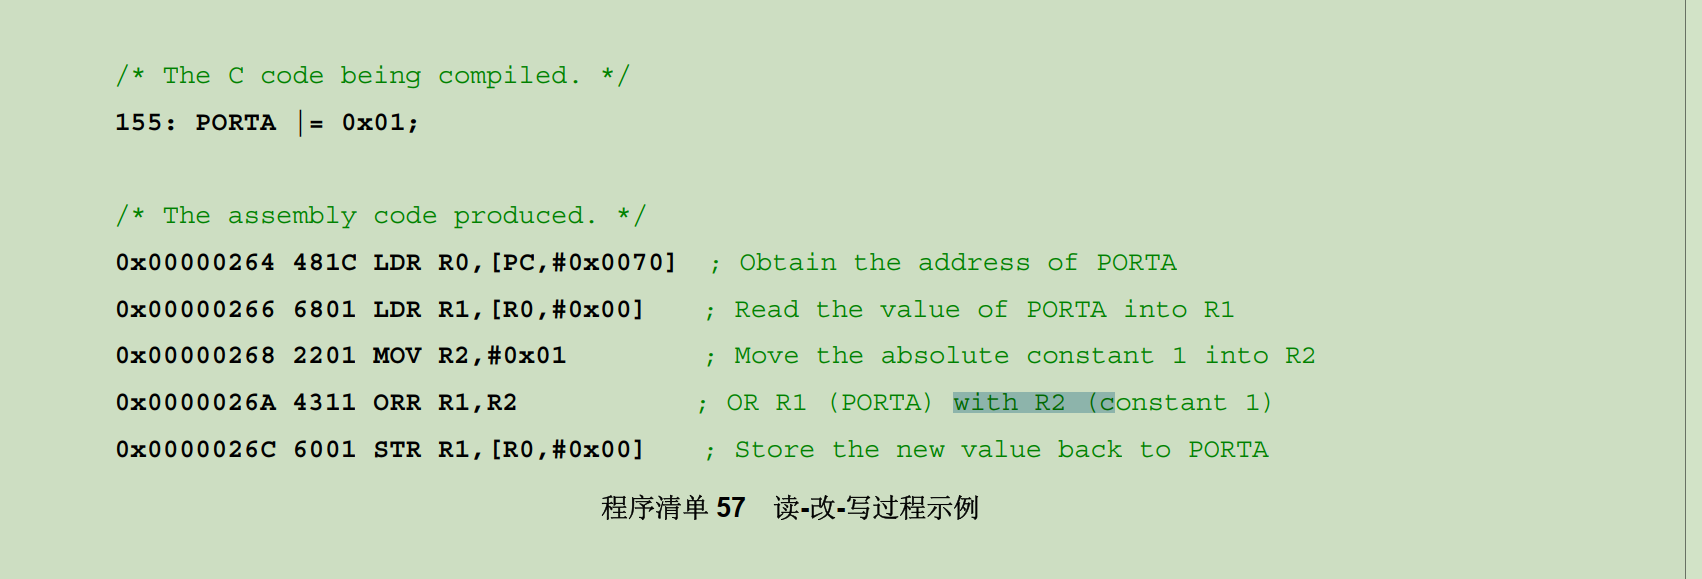 /* The C code being compiled. */
155: PORTA |= 0x01;
/* The assembly code produced. */
0x00000264 481C LDR R0,[PC,#0x0070] ; Obtain the address of PORTA
0x00000266 6801 LDR R1,[R0,#0x00] ; Read the value of PORTA into R1
0x00000268 2201 MOV R2,#0x01 ; Move the absolute constant 1 into R2
0x0000026A 4311 ORR R1,R2 ; OR R1 (PORTA) with R2 (constant 1)
0x0000026C 6001 STR R1,[R0,#0x00] ; Store the new value back to PORTA
程序清单 57 读-改-写过程示例